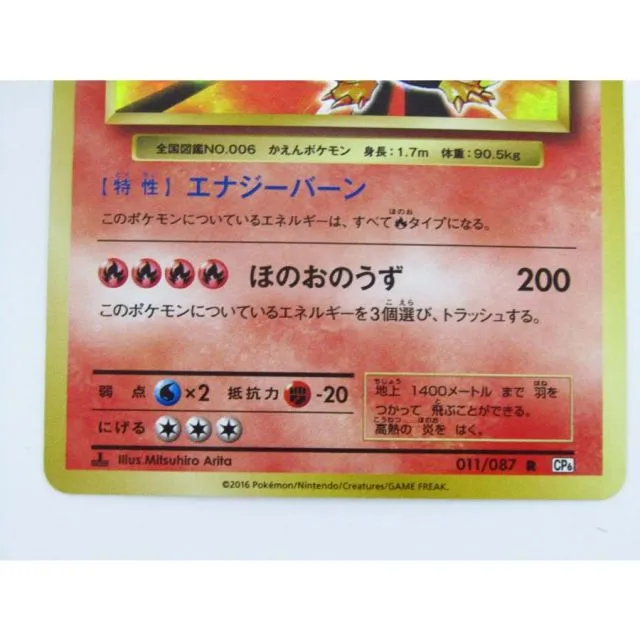 全国図鑑NO.006 かえんポケモン 身長：1.7m 体重：90.5kg
［特性］エナジーバーン
このポケモンについているエネルギーは、すべてタイプになる。
ほのおのうず 200
このポケモンについているエネルギーを3個選び、トラッシュする。
弱点 ×2 抵抗力 -20
にげる
地上 1400メートル まで 羽を
つかって 飛ぶことができる。
高熱の 炎を はく。
Illus.Mitsuhiro Arita
011/087 R CP6
©2016 Pokémon/Nintendo/Creatures/GAME FREAK.